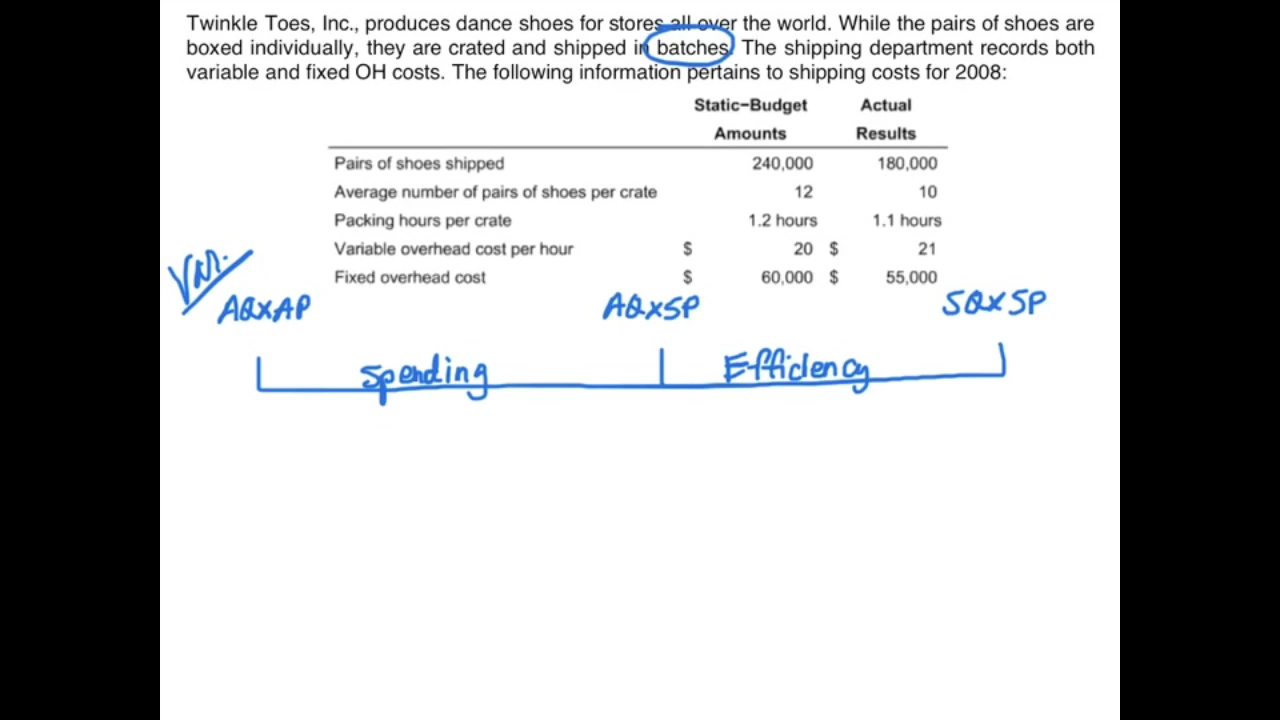 Twinkle Toes, Inc., produces dance shoes for stores all over the world. While the pairs of shoes are
boxed individually, they are crated and shipped in batches. The shipping department records both
variable and fixed OH costs. The following information pertains to shipping costs for 2008:
Static-Budget Actual
Amounts Results
Pairs of shoes shipped 240,000 180,000
Average number of pairs of shoes per crate 12 10
Packing hours per crate 1.2 hours 1.1 hours
Variable overhead cost per hour $ 20 $ 21
Fixed overhead cost $ 60,000 $ 55,000
Var.
AQxAP AQxSP SQxSP
Spending Efficiency